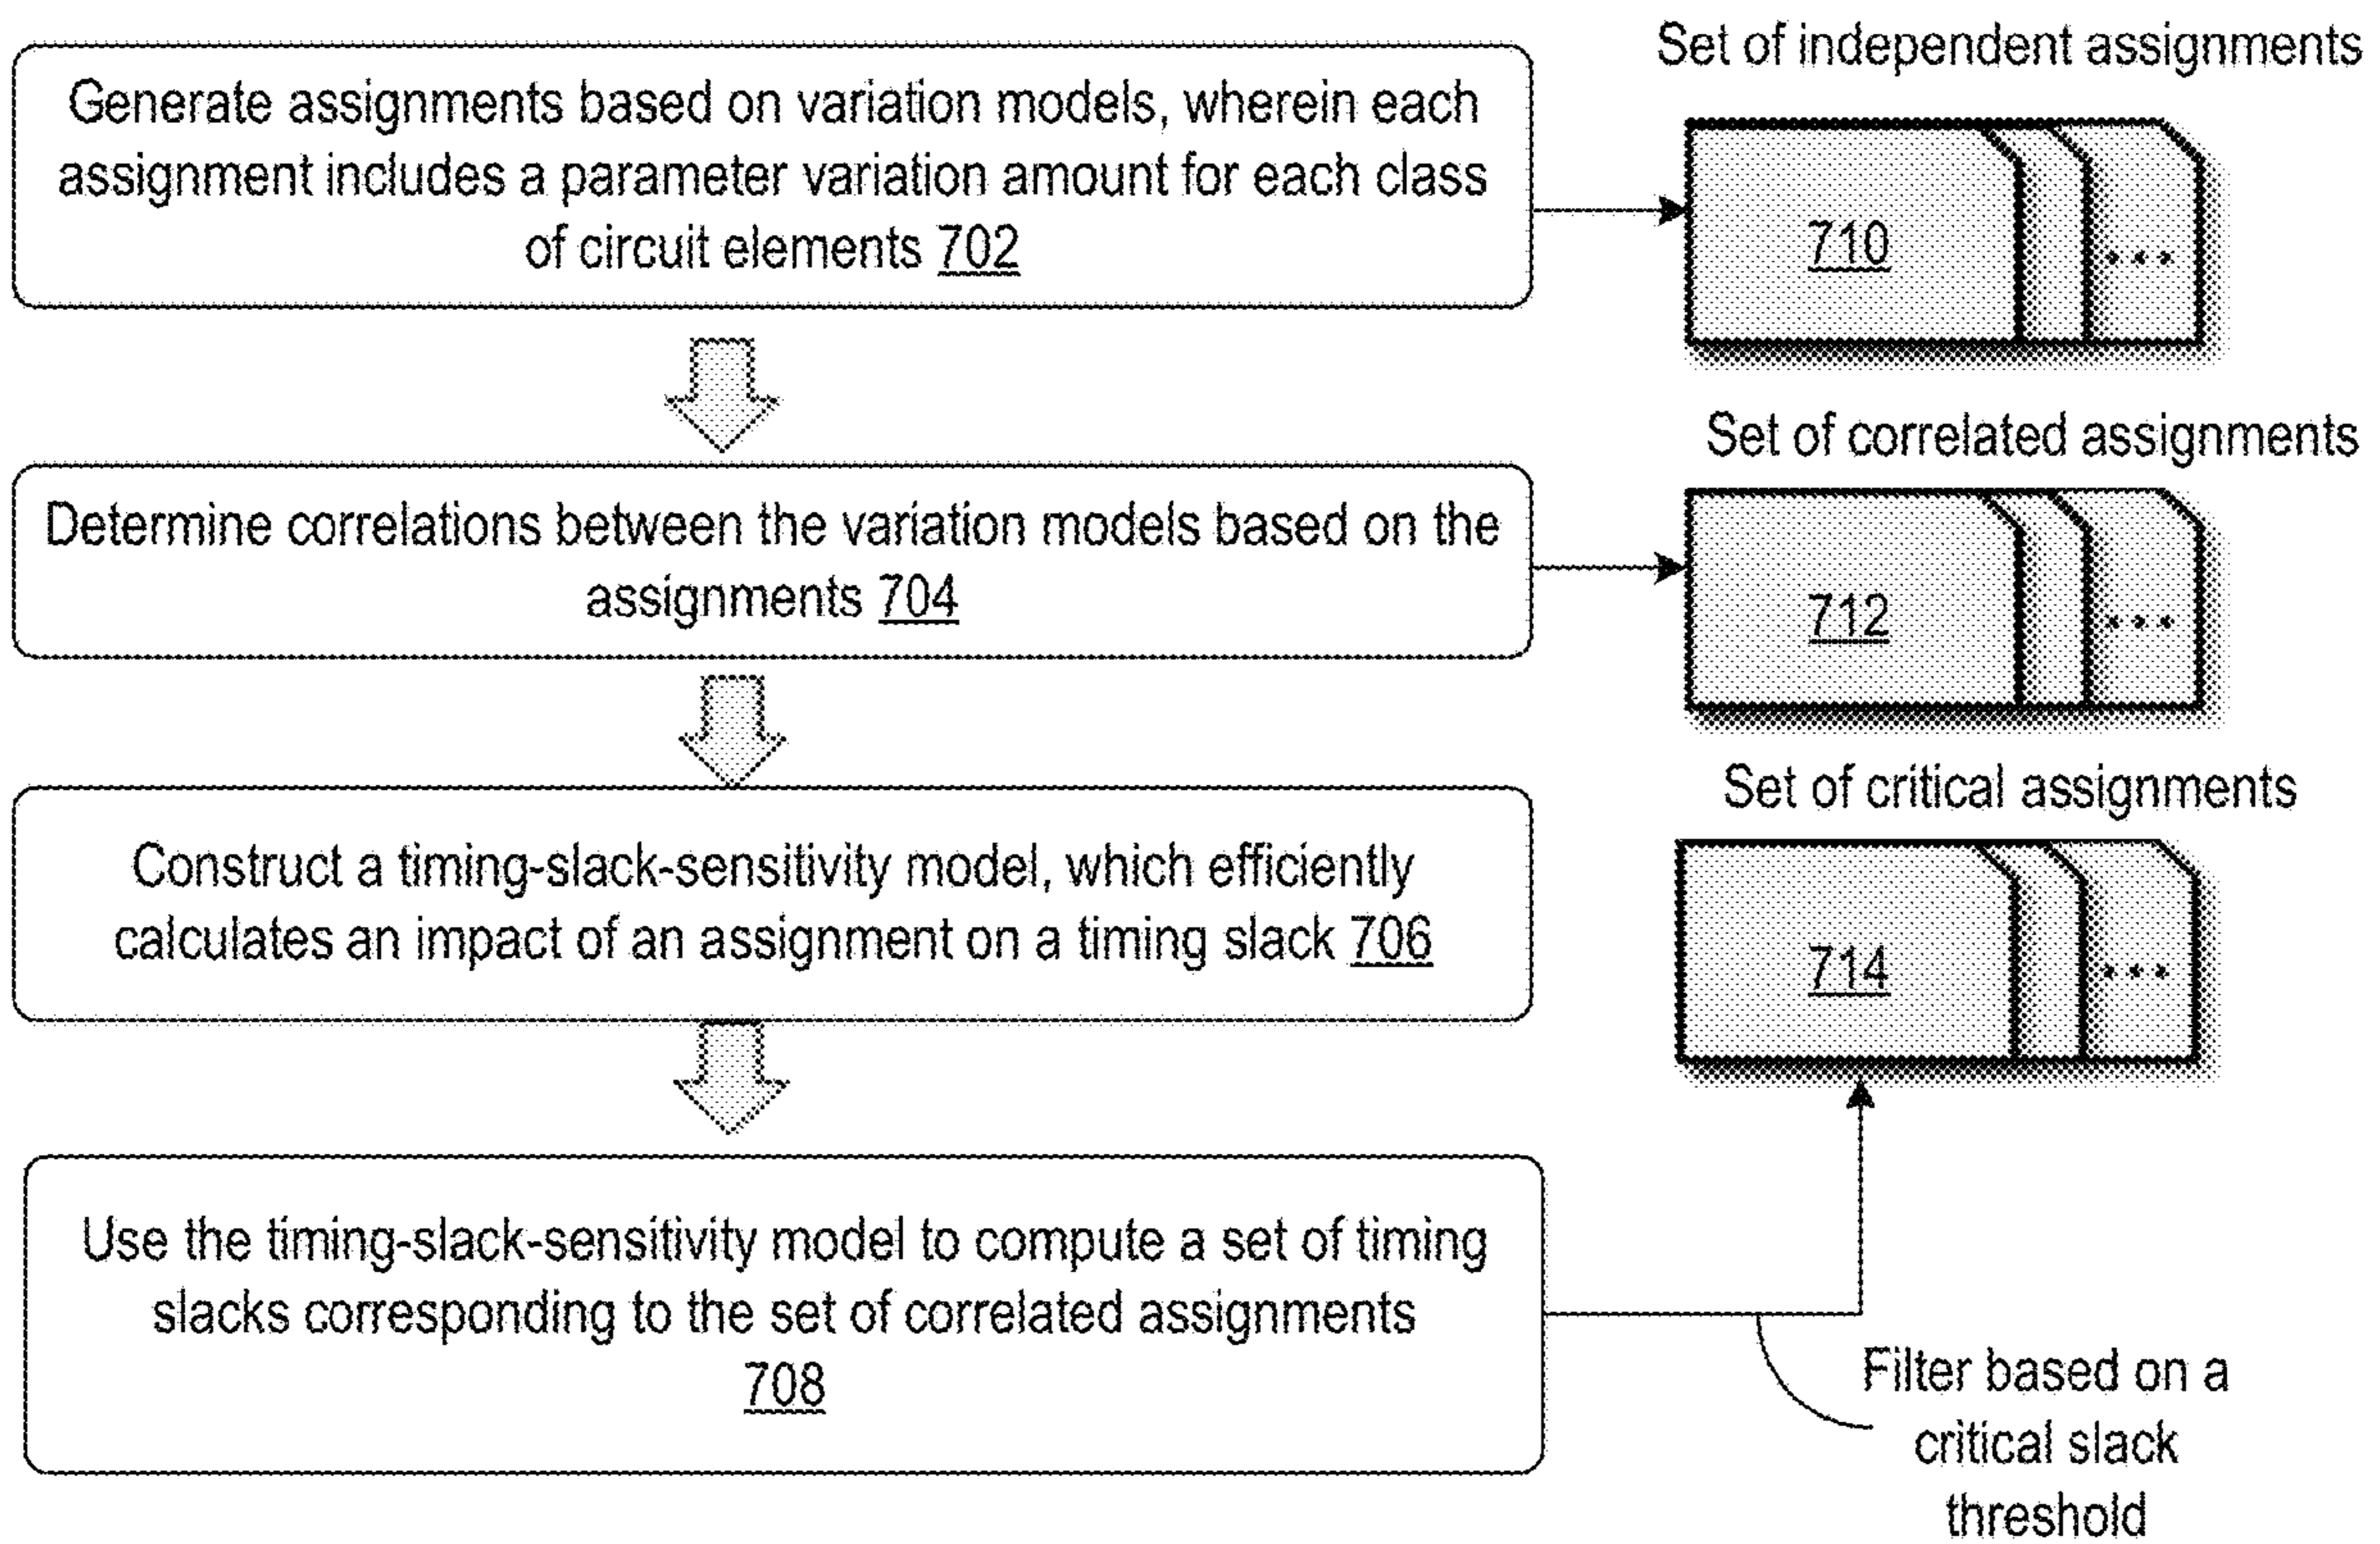 Set of independent assignments
Generate assignments based on variation models, wherein each
assignment includes a parameter variation amount for each class
of circuit elements 702
710
...
Set of correlated assignments
Determine correlations between the variation models based on the
assignments 704
712
...
Set of critical assignments
Construct a timing-slack-sensitivity model, which efficiently
calculates an impact of an assignment on a timing slack 706
714
...
Use the timing-slack-sensitivity model to compute a set of timing
slacks corresponding to the set of correlated assignments
708
Filter based on a
critical slack
threshold